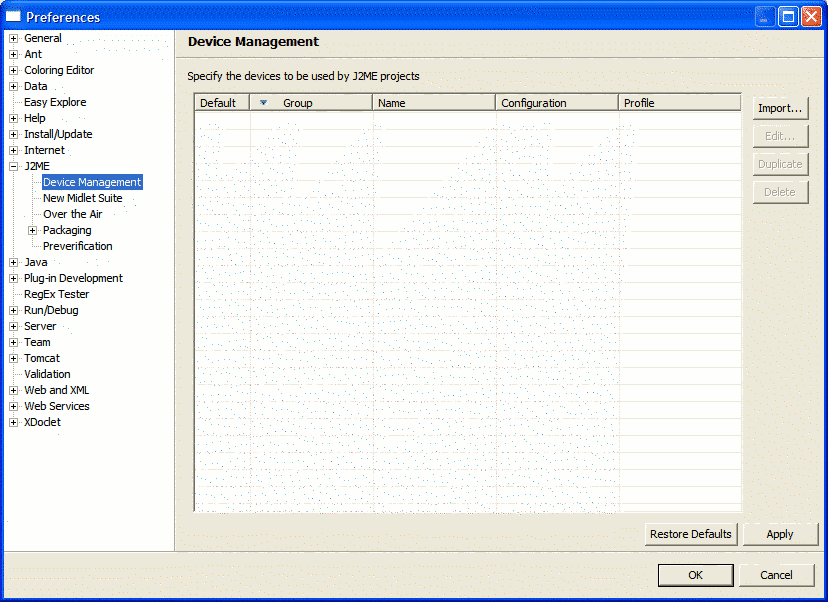 Preferences
General
Ant
Coloring Editor
Data
Easy Explore
Help
Install/Update
Internet
J2ME
Device Management
New Midlet Suite
Over the Air
Packaging
Preverification
Java
Plug-in Development
RegEx Tester
Run/Debug
Server
Team
Tomcat
Validation
Web and XML
Web Services
XDoclet
Device Management
Specify the devices to be used by J2ME projects
Default Group Name Configuration Profile
Import...
Edit...
Duplicate
Delete
Restore Defaults Apply
OK Cancel